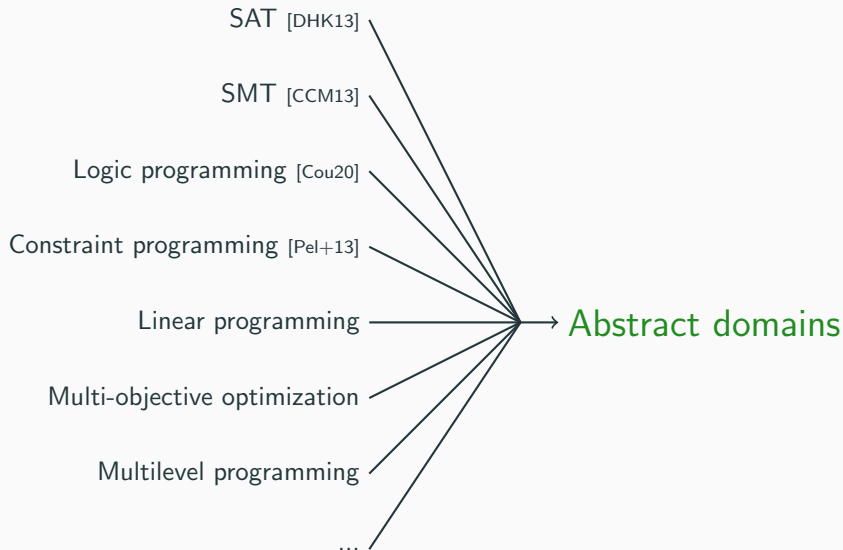 SAT [DHK13]
SMT [CCM13]
Logic programming [Cou20]
Constraint programming [Pel+13]
Linear programming
Abstract domains
Multi-objective optimization
Multilevel programming
...